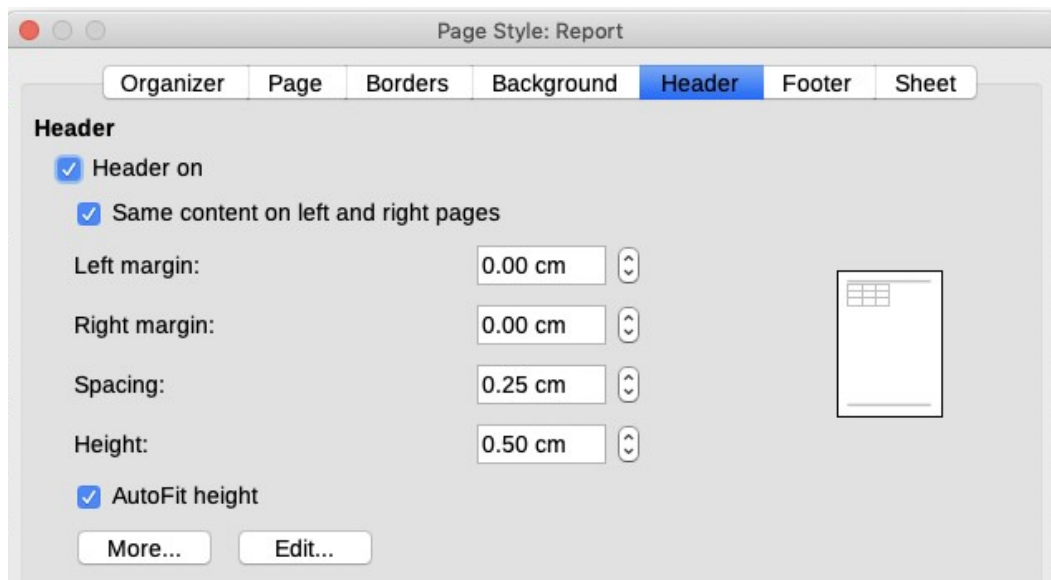 Page Style: Report
Organizer Page Borders Background Header Footer Sheet
Header
Header on
Same content on left and right pages
Left margin: 0.00 cm
Right margin: 0.00 cm
Spacing: 0.25 cm
Height: 0.50 cm
AutoFit height
More... Edit...